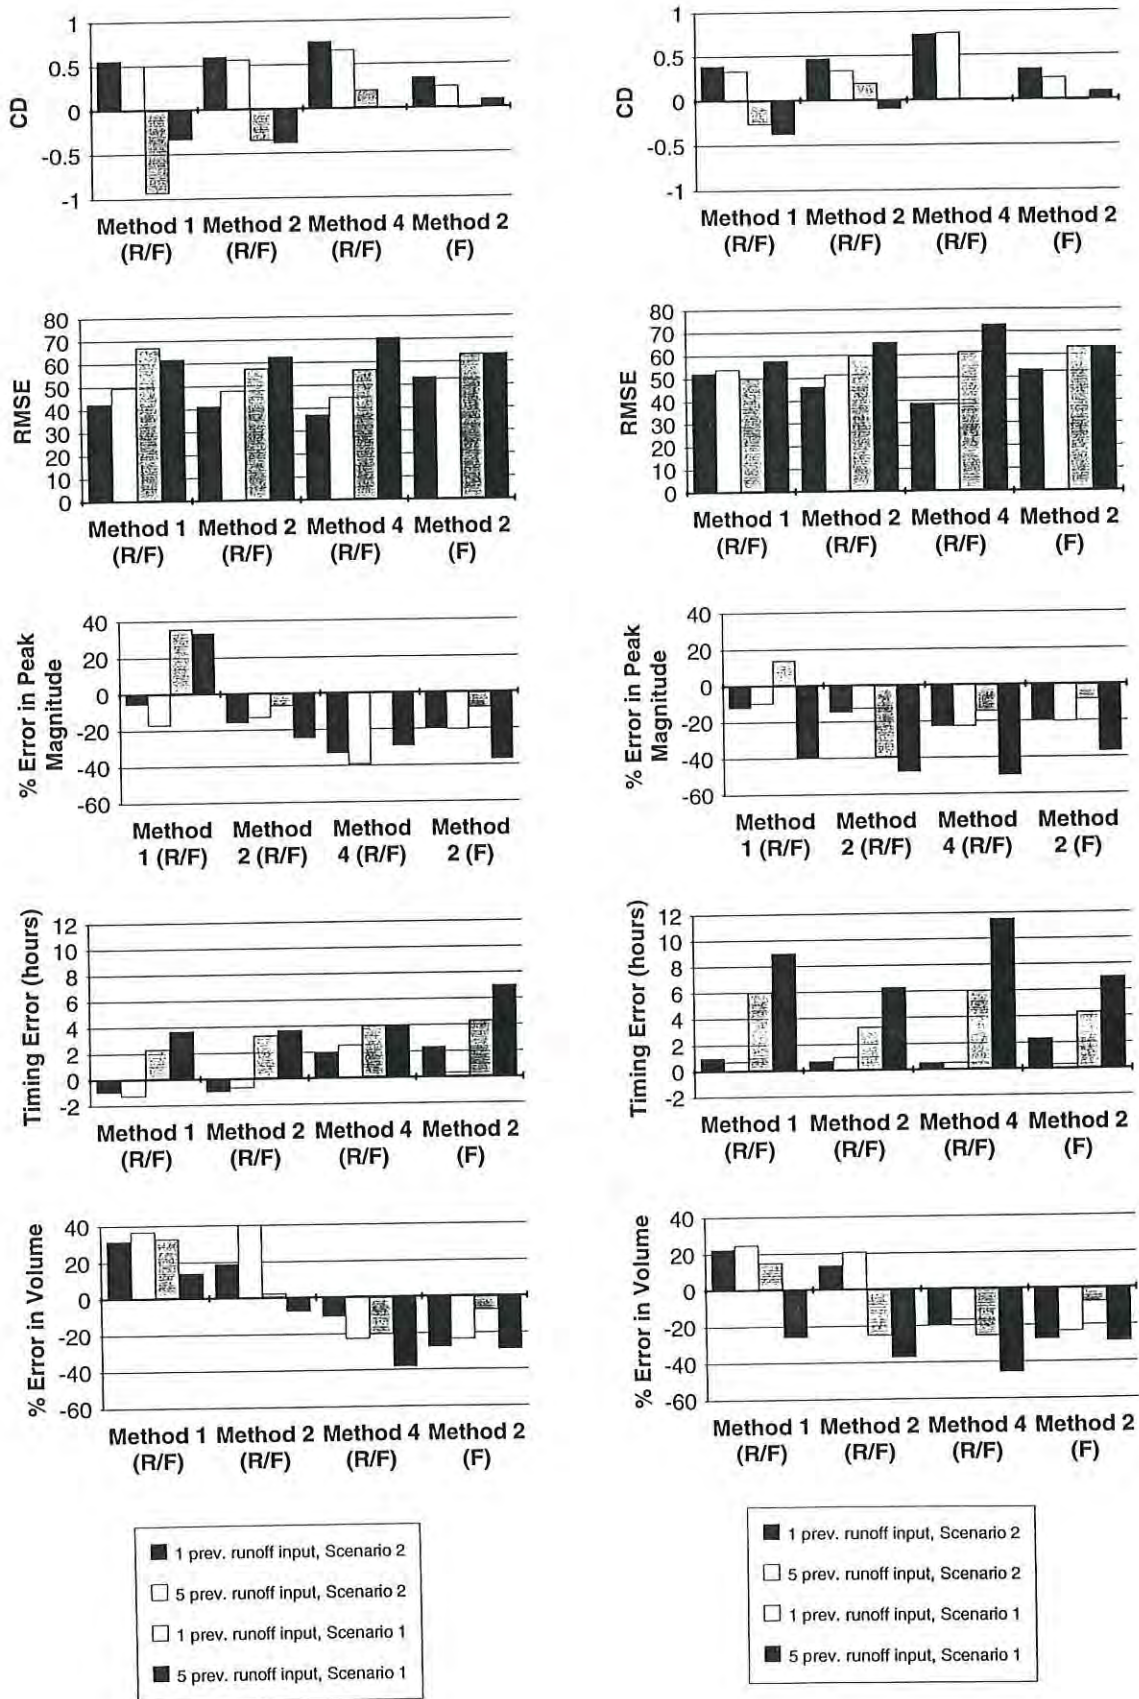 CD
1
0.5
0
-0.5
-1
Method 1 Method 2 Method 4 Method 2
(R/F) (R/F) (R/F) (F)
CD
1
0.5
0
-0.5
-1
Method 1 Method 2 Method 4 Method 2
(R/F) (R/F) (R/F) (F)
RMSE
80
70
60
50
40
30
20
10
0
Method 1 Method 2 Method 4 Method 2
(R/F) (R/F) (R/F) (F)
RMSE
80
70
60
50
40
30
20
10
0
Method 1 Method 2 Method 4 Method 2
(R/F) (R/F) (R/F) (F)
% Error in Peak
Magnitude
40
20
0
-20
-40
-60
Method Method Method Method
1 (R/F) 2 (R/F) 4 (R/F) 2 (F)
% Error in Peak
Magnitude
40
20
0
-20
-40
-60
Method Method Method Method
1 (R/F) 2 (R/F) 4 (R/F) 2 (F)
Timing Error (hours)
12
10
8
6
4
2
0
-2
Method 1 Method 2 Method 4 Method 2
(R/F) (R/F) (R/F) (F)
Timing Error (hours)
12
10
8
6
4
2
0
-2
Method 1 Method 2 Method 4 Method 2
(R/F) (R/F) (R/F) (F)
% Error in Volume
40
20
0
-20
-40
-60
Method 1 Method 2 Method 4 Method 2
(R/F) (R/F) (R/F) (F)
% Error in Volume
40
20
0
-20
-40
-60
Method 1 Method 2 Method 4 Method 2
(R/F) (R/F) (R/F) (F)
1 prev. runoff input, Scenario 2
5 prev. runoff input, Scenario 2
1 prev. runoff input, Scenario 1
5 prev. runoff input, Scenario 1
1 prev. runoff input, Scenario 2
5 prev. runoff input, Scenario 2
1 prev. runoff input, Scenario 1
5 prev. runoff input, Scenario 1